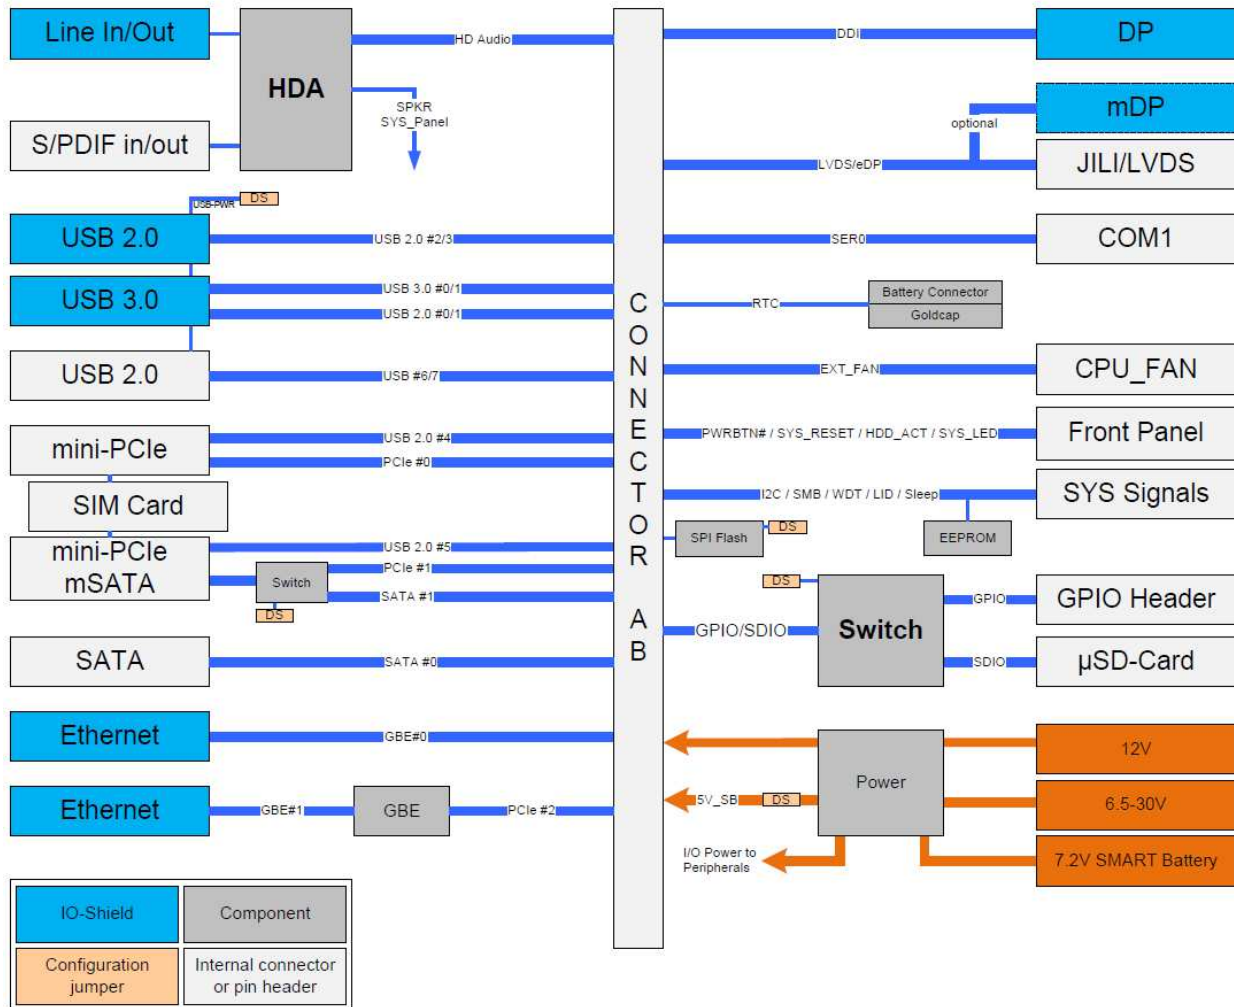 Line In/Out
HDA
HD Audio
SPKR
SYS_Panel
S/PDIF in/out
USB-PWR
DS
USB 2.0
USB 2.0 #2/3
USB 3.0
USB 3.0 #0/1
USB 2.0 #0/1
USB 2.0
USB #6/7
mini-PCIe
USB 2.0 #4
PCIe #0
SIM Card
mini-PCIe
mSATA
USB 2.0 #5
PCIe #1
Switch
SATA #1
DS
SATA
SATA #0
Ethernet
GBE#0
Ethernet
GBE#1
GBE
PCIe #2
CONNECTOR AB
DDI
DP
mDP
optional
LVDS/eDP
JILI/LVDS
SER0
COM1
RTC
Battery Connector
Goldcap
EXT_FAN
CPU_FAN
PWRBTN# / SYS_RESET / HDD_ACT / SYS_LED
Front Panel
I2C / SMB / WDT / LID / Sleep
SYS Signals
SPI Flash
DS
EEPROM
DS
GPIO/SDIO
Switch
GPIO
GPIO Header
SDIO
µSD-Card
12V
Power
5V_SB
DS
6.5-30V
I/O Power to
Peripherals
7.2V SMART Battery
IO-Shield
Component
Configuration
jumper
Internal connector
or pin header